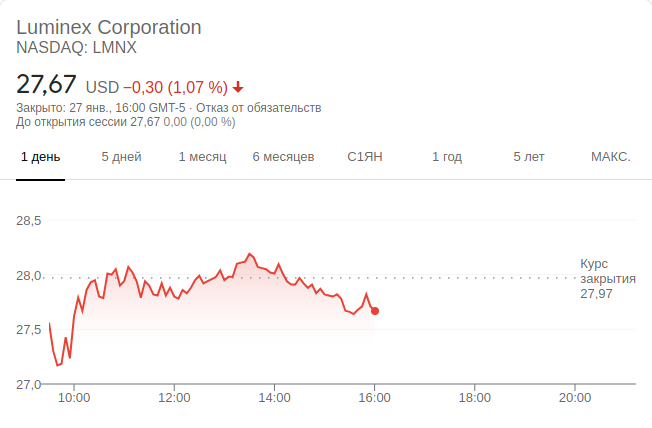 Luminex Corporation
NASDAQ: LMNX
27,67 USD −0,30 (1,07 %)
Закрыто: 27 янв., 16:00 GMT-5 · Отказ от обязательств
До открытия сессии 27,67 0,00 (0,00 %)
1 день 5 дней 1 месяц 6 месяцев С1ЯН 1 год 5 лет МАКС.
28,5
28,0
27,5
27,0
Курс
закрытия
27,97
10:00 12:00 14:00 16:00 18:00 20:00